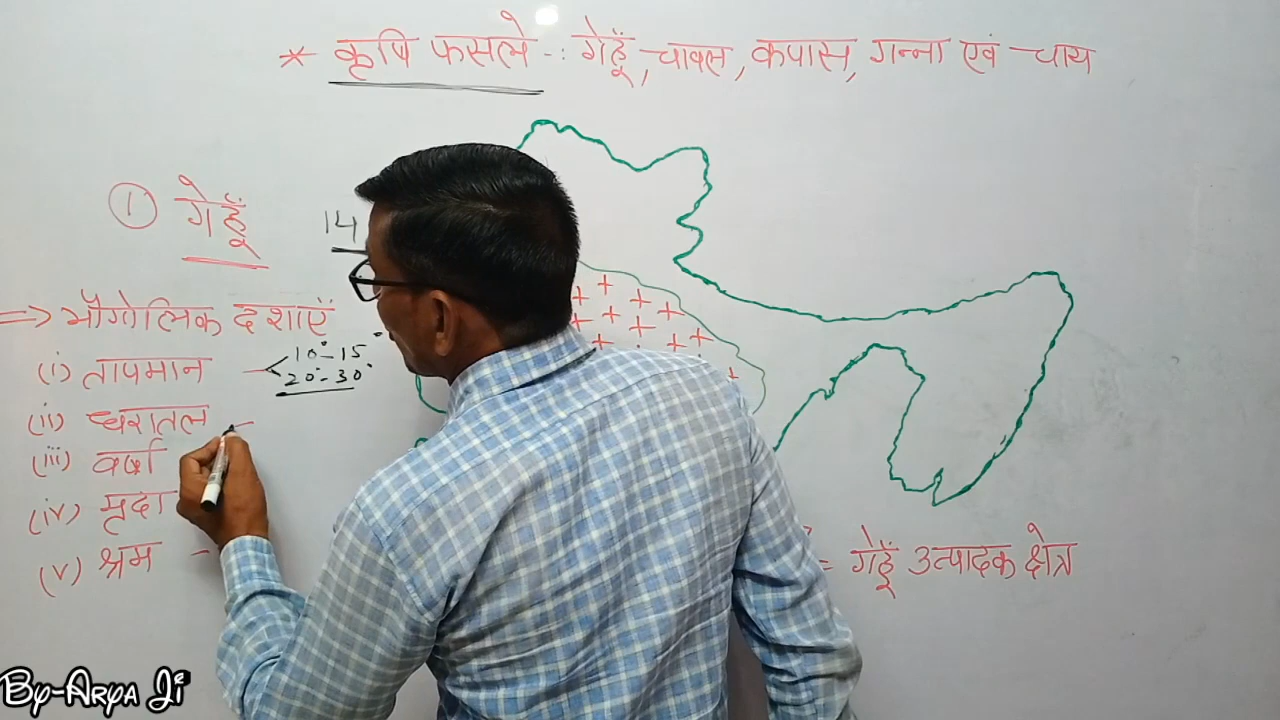 * कृषि फसले -: गेहूँ, चावल, कपास, गन्ना एवं चाय
① गेहूँ
14
⇒ भौगोलिक दशाएँ
(i) तापमान - 10° - 15°
20° - 30°
(ii) धरातल -
(iii) वर्षा
(iv) मृदा
(v) श्रम -
= गेहूँ उत्पादक क्षेत्र
By-Arya Ji